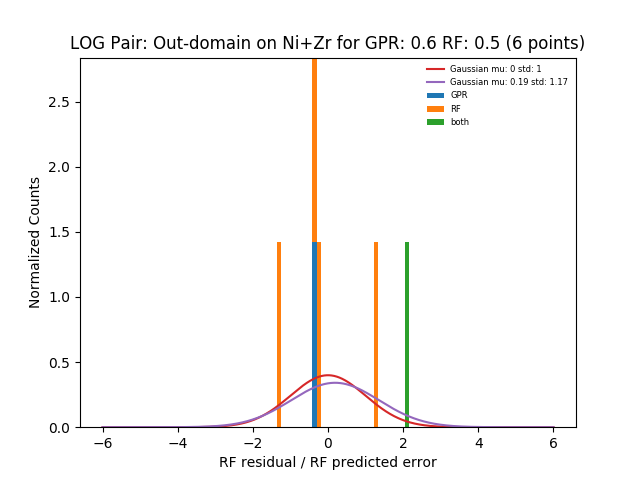 LOG Pair: Out-domain on Ni+Zr for GPR: 0.6 RF: 0.5 (6 points)
Gaussian mu: 0 std: 1
Gaussian mu: 0.19 std: 1.17
GPR
RF
both
Normalized Counts
2.5
2.0
1.5
1.0
0.5
0.0
−6 −4 −2 0 2 4 6
RF residual / RF predicted error